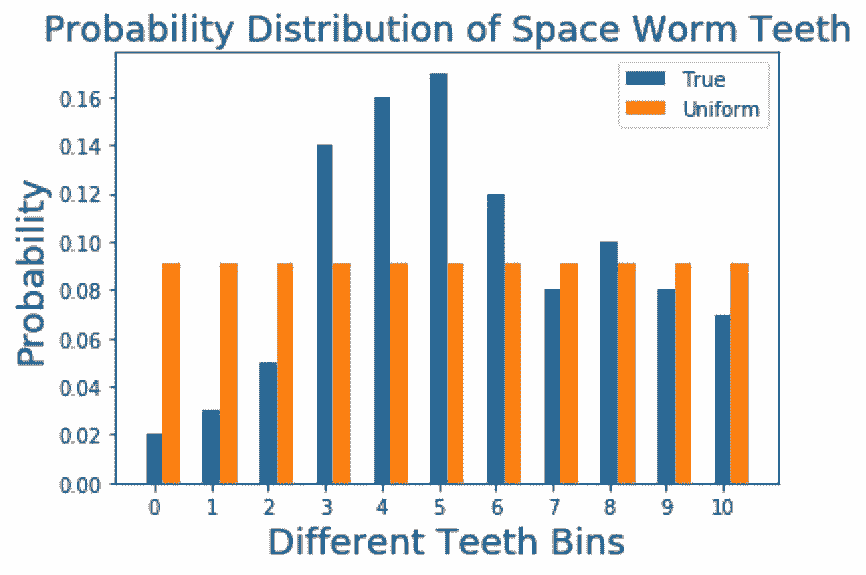 Probability Distribution of Space Worm Teeth
True
Uniform
0.16
0.14
0.12
0.10
0.08
0.06
0.04
0.02
0.00
Probability
0 1 2 3 4 5 6 7 8 9 10
Different Teeth Bins